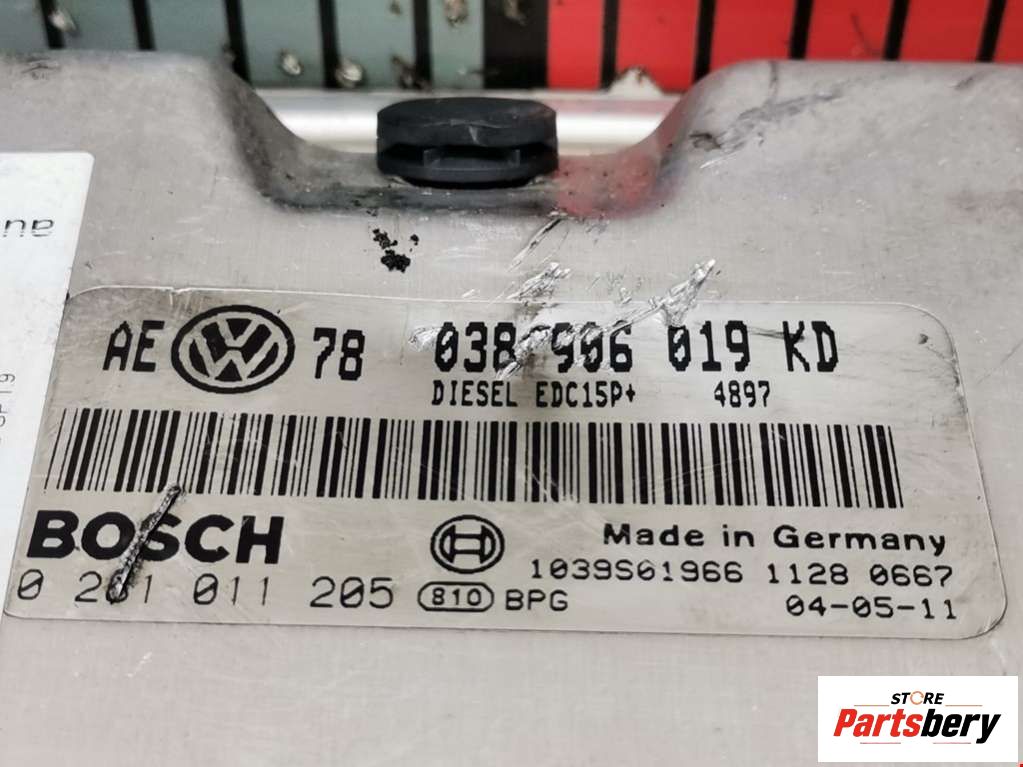 AE VW 78 038 906 019 KD
DIESEL EDC15P+ 4897
BOSCH
Made in Germany
1039S01966 1128 0667
0 281 011 205 810 BPG 04-05-11
STORE
Partsbery